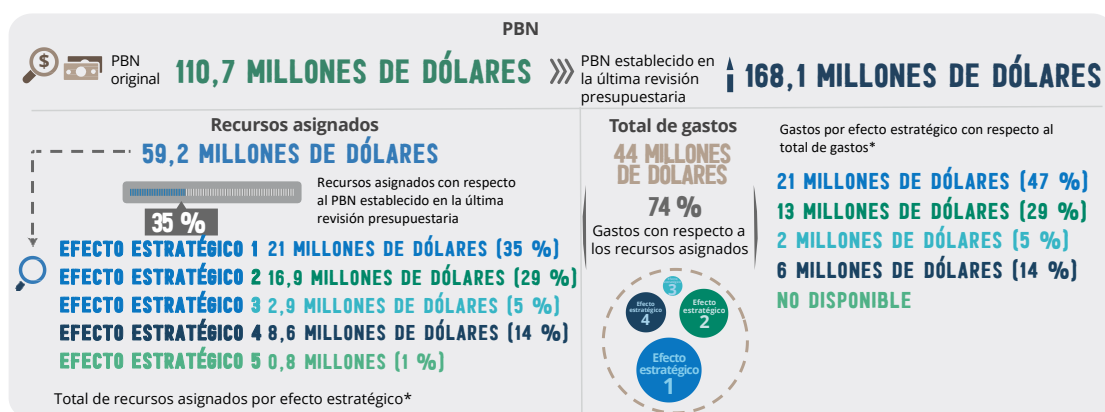 PBN
$
PBN
original
110,7 MILLONES DE DÓLARES
PBN establecido en
la última revisión
presupuestaria
168,1 MILLONES DE DÓLARES
Recursos asignados
59,2 MILLONES DE DÓLARES
35 %
Recursos asignados con respecto
al PBN establecido en la última
revisión presupuestaria
EFECTO ESTRATÉGICO 1 21 MILLONES DE DÓLARES (35 %)
EFECTO ESTRATÉGICO 2 16,9 MILLONES DE DÓLARES (29 %)
EFECTO ESTRATÉGICO 3 2,9 MILLONES DE DÓLARES (5 %)
EFECTO ESTRATÉGICO 4 8,6 MILLONES DE DÓLARES (14 %)
EFECTO ESTRATÉGICO 5 0,8 MILLONES (1 %)
Total de recursos asignados por efecto estratégico*
Total de gastos
44 MILLONES
DE DÓLARES
74 %
Gastos con respecto a
los recursos asignados
3
Efecto
estratégico
4
Efecto
estratégico
2
Efecto
estratégico
1
Gastos por efecto estratégico con respecto al
total de gastos*
21 MILLONES DE DÓLARES (47 %)
13 MILLONES DE DÓLARES (29 %)
2 MILLONES DE DÓLARES (5 %)
6 MILLONES DE DÓLARES (14 %)
NO DISPONIBLE